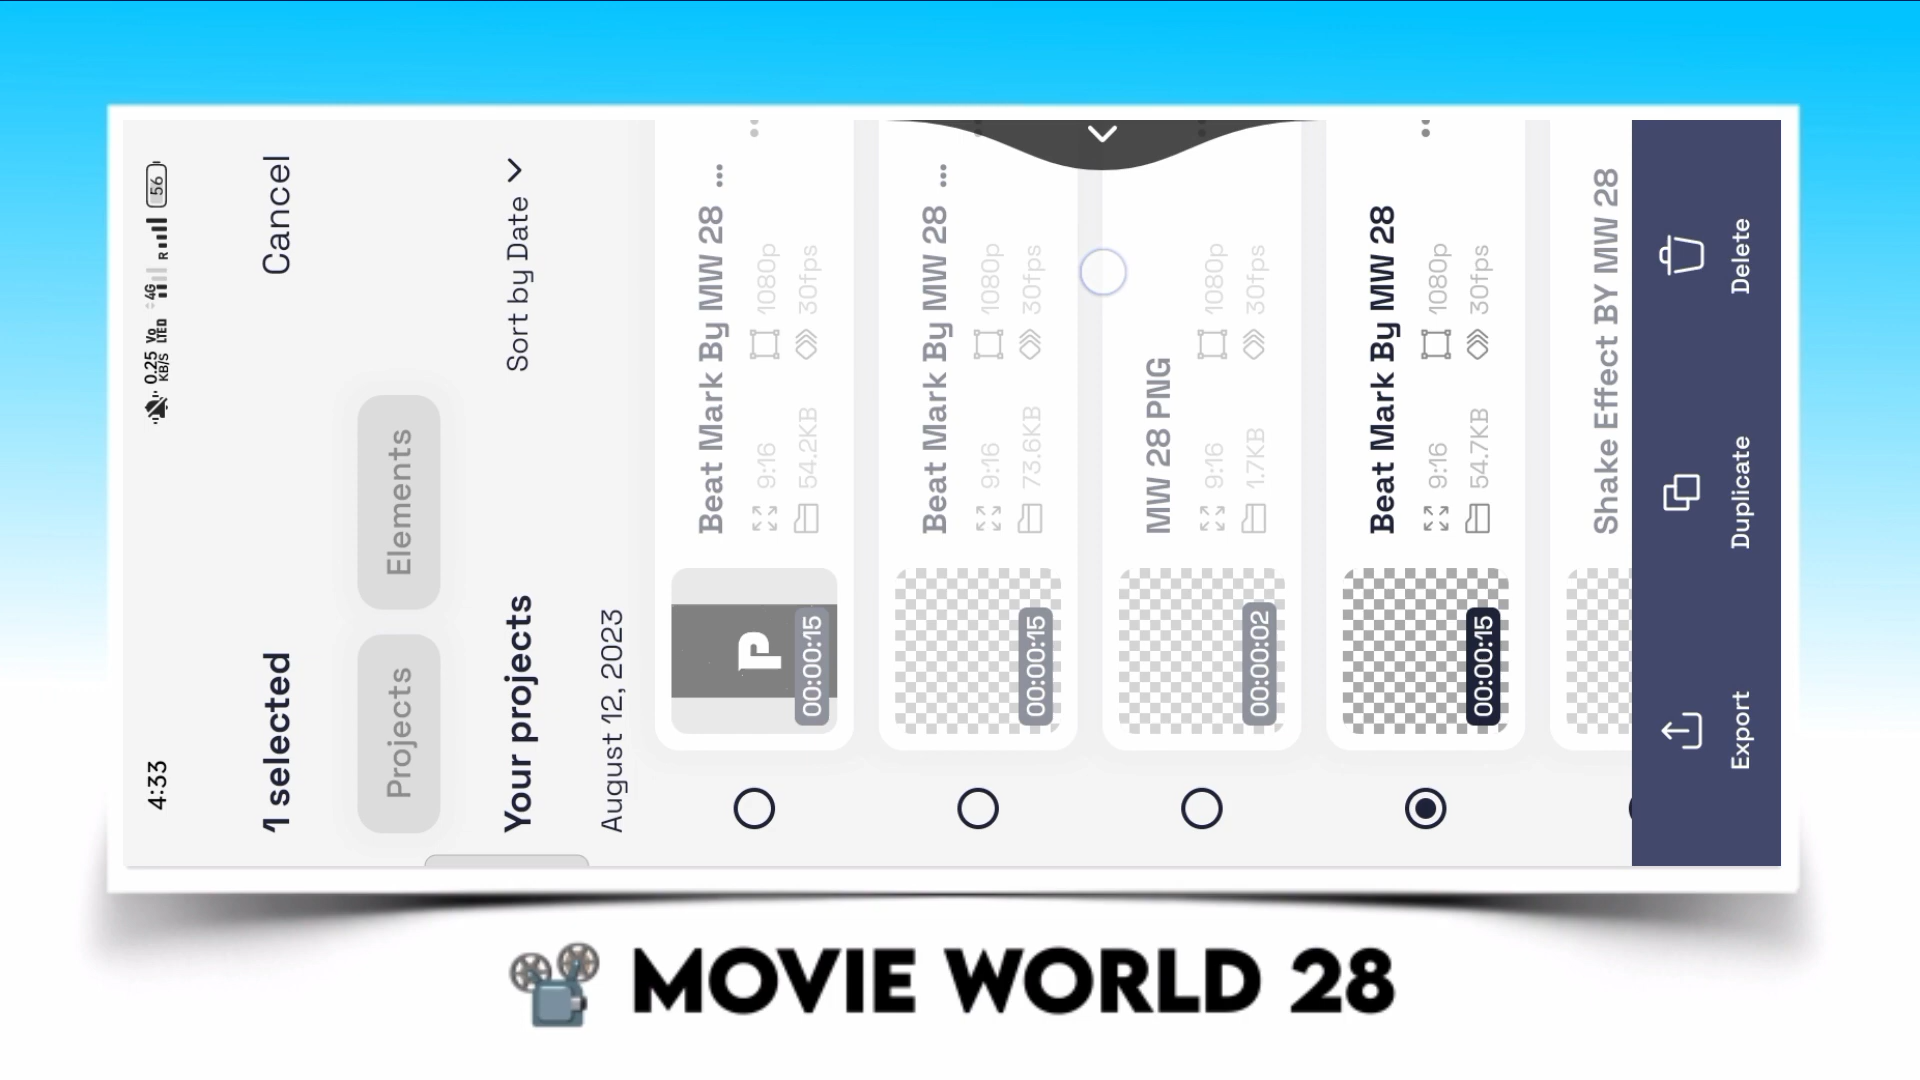 4:33
0.25 KB/S
Vo LTED
4G
R
56
1 selected
Cancel
Projects
Elements
Your projects
Sort by Date
August 12, 2023
Beat Mark By MW 28
9:16
1080p
54.2KB
30fps
P
00:00:15
Beat Mark By MW 28
9:16
1080p
73.6KB
30fps
00:00:15
MW 28 PNG
9:16
1080p
1.7KB
30fps
00:00:02
Beat Mark By MW 28
9:16
1080p
54.7KB
30fps
00:00:15
Shake Effect BY MW 28
Export
Duplicate
Delete
MOVIE WORLD 28